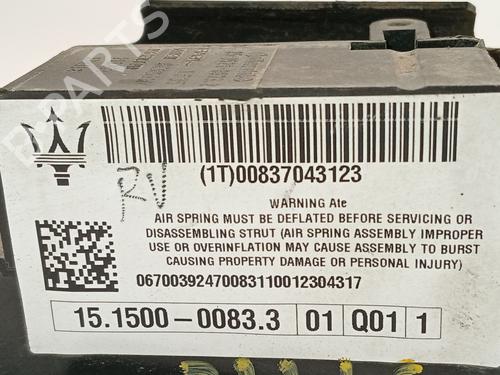 (1T)00837043123
RV
WARNING Ate
AIR SPRING MUST BE DEFLATED BEFORE SERVICING OR
DISASSEMBLING STRUT (AIR SPRING ASSEMBLY IMPROPER
USE OR OVERINFLATION MAY CAUSE ASSEMBLY TO BURST
CAUSING PROPERTY DAMAGE OR PERSONAL INJURY)
06700392470083110012304317
15.1500-0083.3 01 Q01 1